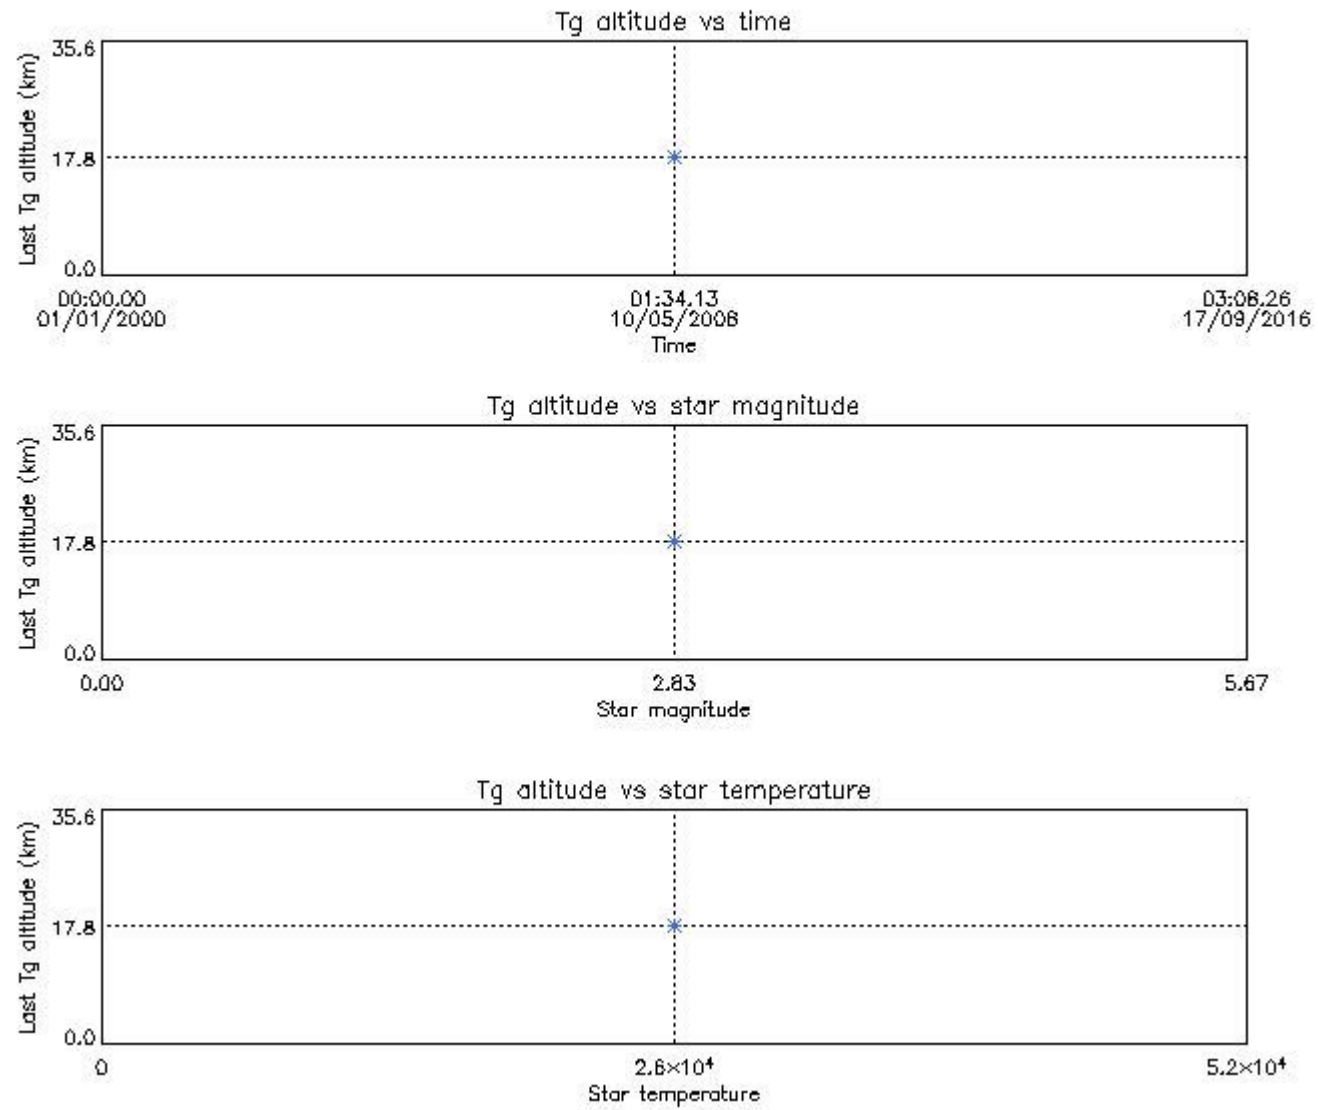 Tg altitude vs time
Last Tg altitude (km)
35.6
17.8
0.0
00:00.00
01/01/2000
01:34.13
10/05/2008
03:08.26
17/09/2016
Time
Tg altitude vs star magnitude
Last Tg altitude (km)
35.6
17.8
0.0
0.00
2.83
5.67
Star magnitude
Tg altitude vs star temperature
Last Tg altitude (km)
35.6
17.8
0.0
0
2.6×10⁴
5.2×10⁴
Star temperature